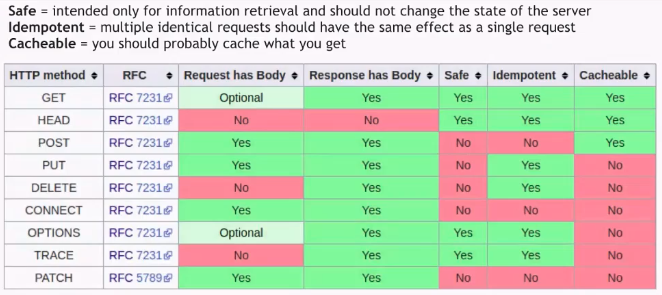 Safe = intended only for information retrieval and should not change the state of the server
Idempotent = multiple identical requests should have the same effect as a single request
Cacheable = you should probably cache what you get
HTTP method RFC Request has Body Response has Body Safe Idempotent Cacheable
GET RFC 7231 Optional Yes Yes Yes Yes
HEAD RFC 7231 No No Yes Yes Yes
POST RFC 7231 Yes Yes No No Yes
PUT RFC 7231 Yes Yes No Yes No
DELETE RFC 7231 No Yes No Yes No
CONNECT RFC 7231 Yes Yes No No No
OPTIONS RFC 7231 Optional Yes Yes Yes No
TRACE RFC 7231 No Yes Yes Yes No
PATCH RFC 5789 Yes Yes No No No